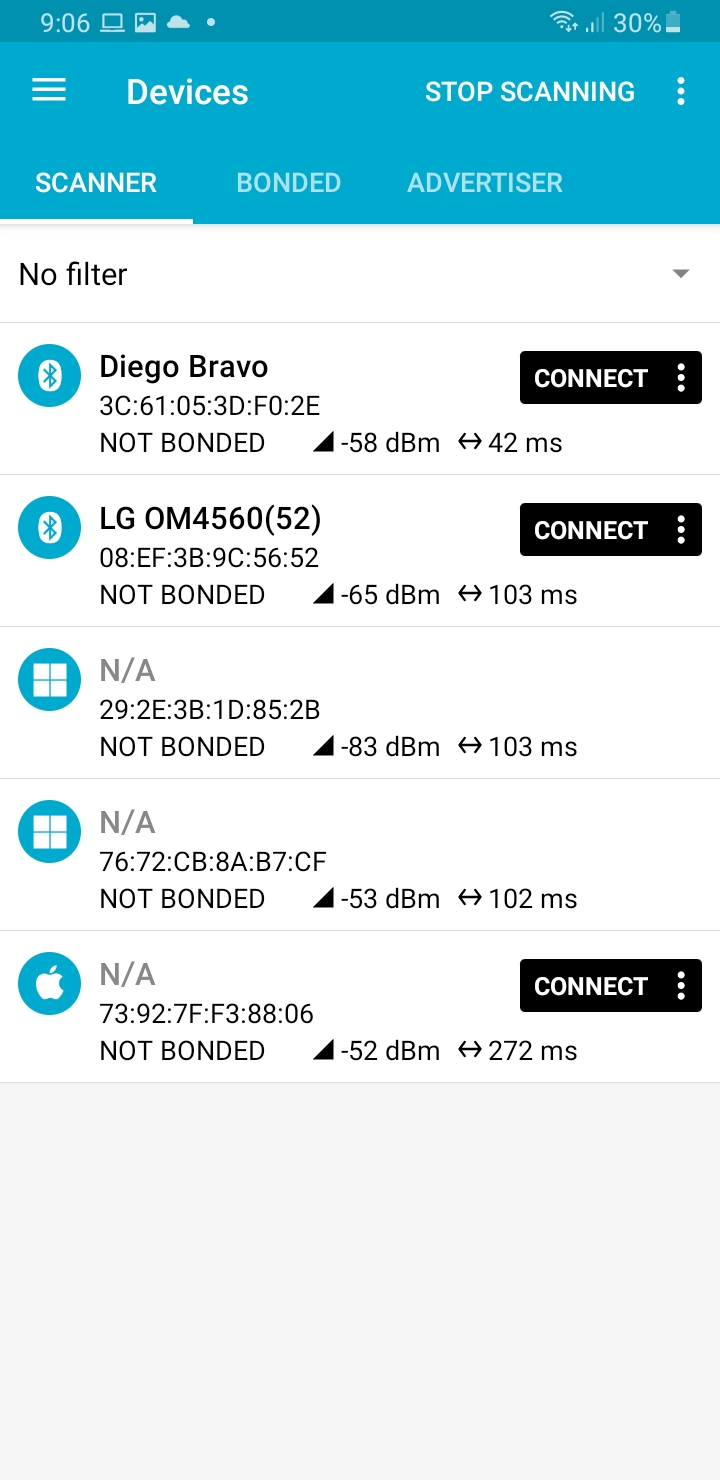 9:06 30%
Devices STOP SCANNING
SCANNER BONDED ADVERTISER
No filter
Diego Bravo CONNECT
3C:61:05:3D:F0:2E
NOT BONDED -58 dBm 42 ms
LG OM4560(52) CONNECT
08:EF:3B:9C:56:52
NOT BONDED -65 dBm 103 ms
N/A
29:2E:3B:1D:85:2B
NOT BONDED -83 dBm 103 ms
N/A
76:72:CB:8A:B7:CF
NOT BONDED -53 dBm 102 ms
N/A CONNECT
73:92:7F:F3:88:06
NOT BONDED -52 dBm 272 ms